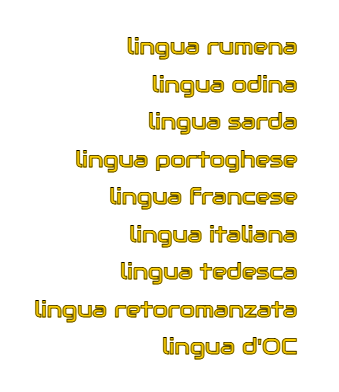 lingua rumena
lingua odina
lingua sarda
lingua portoghese
lingua francese
lingua italiana
lingua tedesca
lingua retoromanzata
lingua d'OC